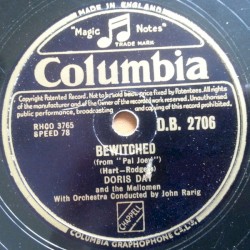 MADE IN ENGLAND
"Magic Notes"
TRADE MARK
Columbia
Patented Record. Not to be sold below price fixed by patentees. All rights
of the manufacturer and of the owner of the recorded work reserved. Unauthorised
public performance, broadcasting and copying of this record prohibited.
RHGO 3765
SPEED 78
D.B. 2706
BEWITCHED
(from "Pal Joey")
(Hart-Rodgers)
DORIS DAY
and the Mellomen
With Orchestra Conducted by John Rarig
CHAPPELL
COLUMBIA GRAPHOPHONE CO. LTD.